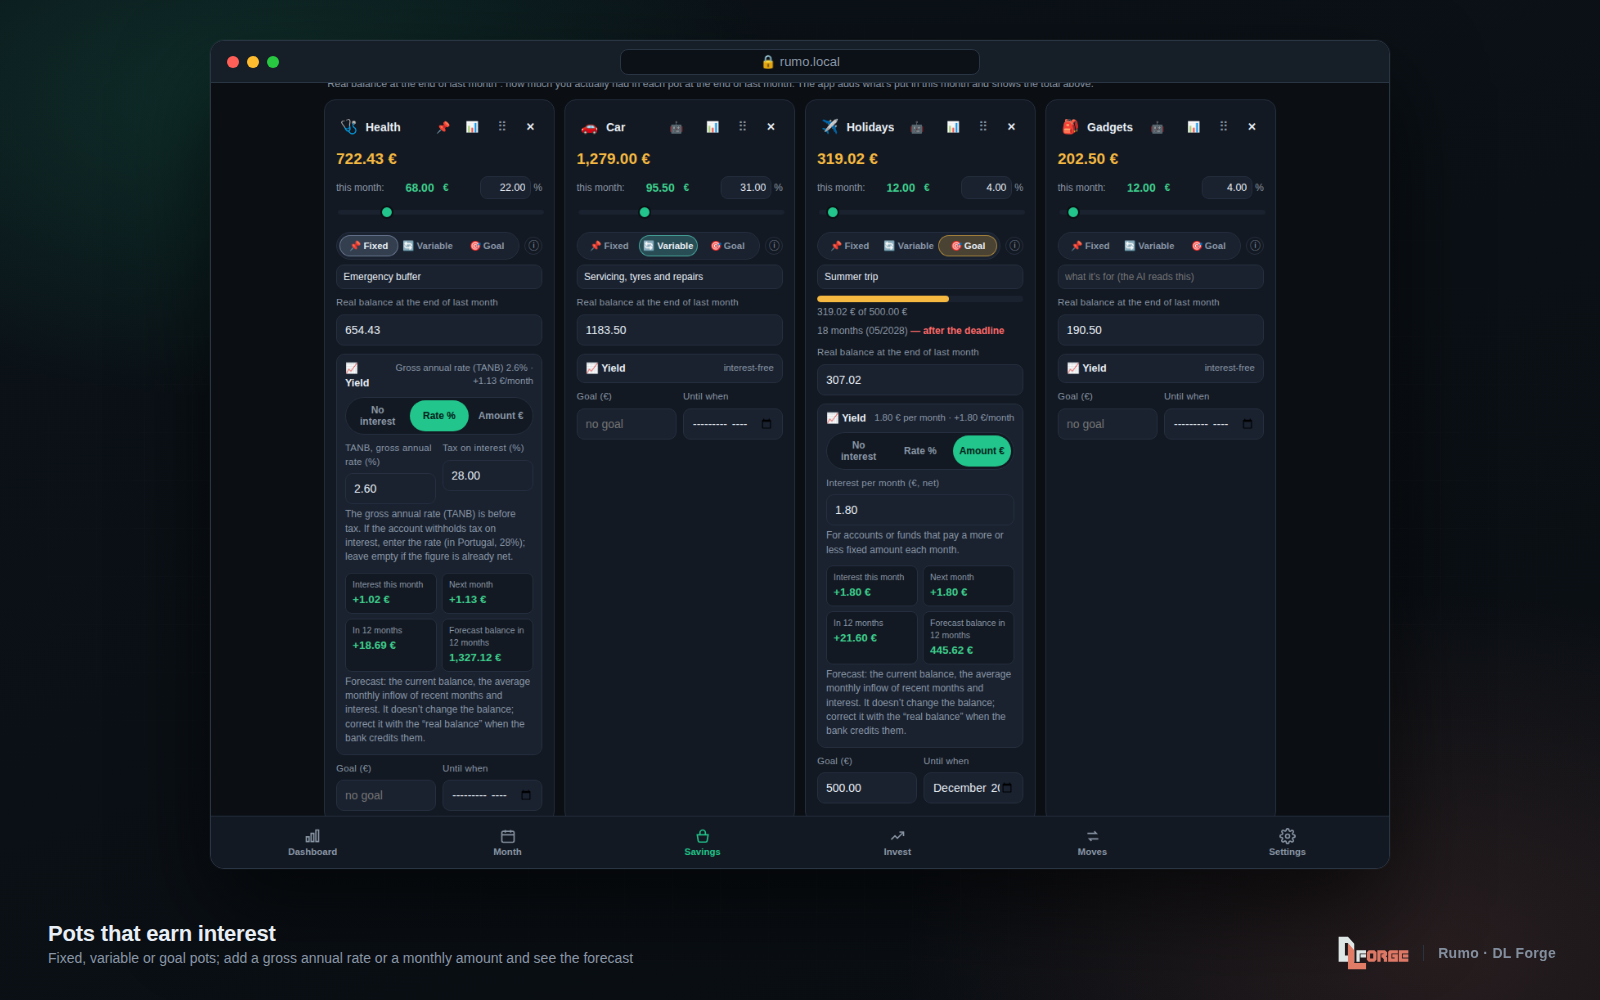 rumo.local
Real balance at the end of last month : how much you actually had in each pot at the end of last month. The app adds what's put in this month and shows the total above.
Health
722.43 €
this month: 68.00 € 22.00 %
Fixed Variable Goal
Emergency buffer
Real balance at the end of last month
654.43
Yield
Gross annual rate (TANB) 2.6% ·
+1.13 €/month
No interest
Rate %
Amount €
TANB, gross annual
rate (%)
2.60
Tax on interest (%)
28.00
The gross annual rate (TANB) is before
tax. If the account withholds tax on
interest, enter the rate (in Portugal, 28%);
leave empty if the figure is already net.
Interest this month
+1.02 €
Next month
+1.13 €
In 12 months
+18.69 €
Forecast balance in
12 months
1,327.12 €
Forecast: the current balance, the average
monthly inflow of recent months and
interest. It doesn't change the balance;
correct it with the “real balance” when the
bank credits them.
Goal (€)
no goal
Until when
--------- ----
Car
1,279.00 €
this month: 95.50 € 31.00 %
Fixed Variable Goal
Servicing, tyres and repairs
Real balance at the end of last month
1183.50
Yield interest-free
Goal (€)
no goal
Until when
--------- ----
Holidays
319.02 €
this month: 12.00 € 4.00 %
Fixed Variable Goal
Summer trip
319.02 € of 500.00 €
18 months (05/2028) — after the deadline
Real balance at the end of last month
307.02
Yield 1.80 € per month · +1.80 €/month
No interest
Rate %
Amount €
Interest per month (€, net)
1.80
For accounts or funds that pay a more or
less fixed amount each month.
Interest this month
+1.80 €
Next month
+1.80 €
In 12 months
+21.60 €
Forecast balance in
12 months
445.62 €
Forecast: the current balance, the average
monthly inflow of recent months and
interest. It doesn't change the balance;
correct it with the “real balance” when the
bank credits them.
Goal (€)
500.00
Until when
December 20
Gadgets
202.50 €
this month: 12.00 € 4.00 %
Fixed Variable Goal
what it's for (the AI reads this)
Real balance at the end of last month
190.50
Yield interest-free
Goal (€)
no goal
Until when
--------- ----
Dashboard Month Savings Invest Moves Settings
Pots that earn interest
Fixed, variable or goal pots; add a gross annual rate or a monthly amount and see the forecast
DL FORGE
Rumo · DL Forge